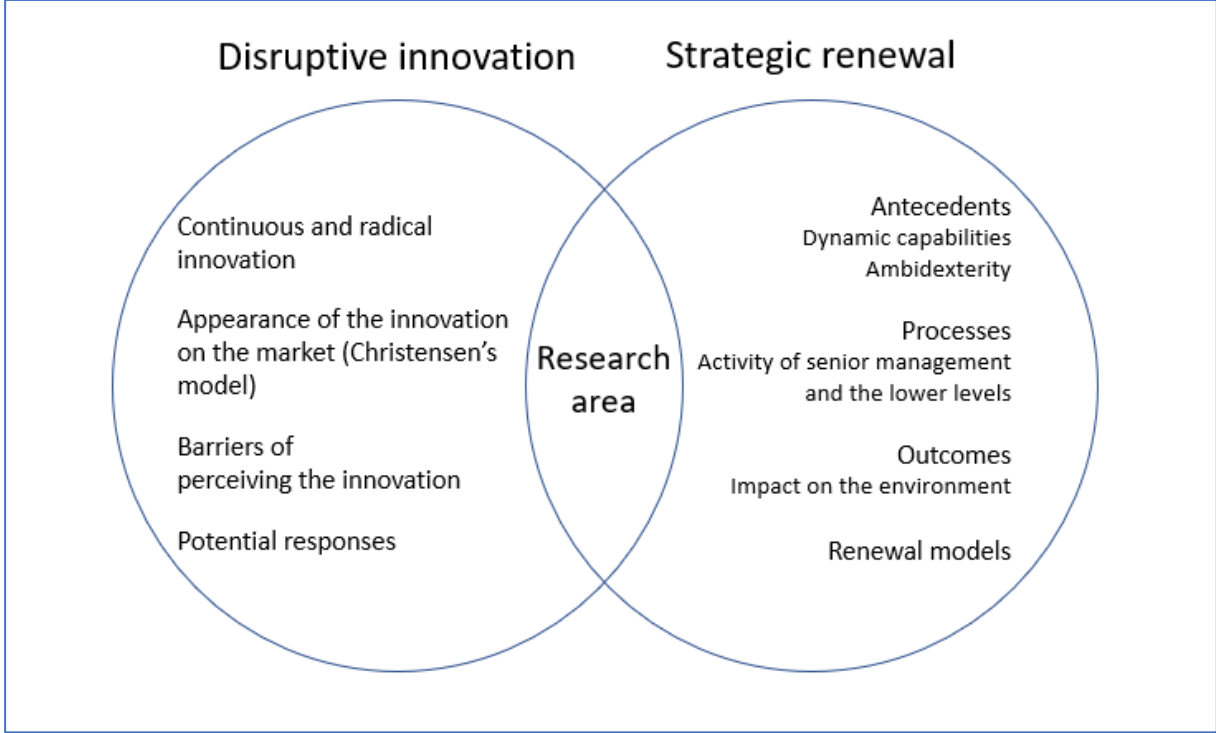 Disruptive innovation
Strategic renewal
Continuous and radical
innovation
Appearance of the innovation
on the market (Christensen's
model)
Barriers of
perceiving the innovation
Potential responses
Research
area
Antecedents
Dynamic capabilities
Ambidexterity
Processes
Activity of senior management
and the lower levels
Outcomes
Impact on the environment
Renewal models